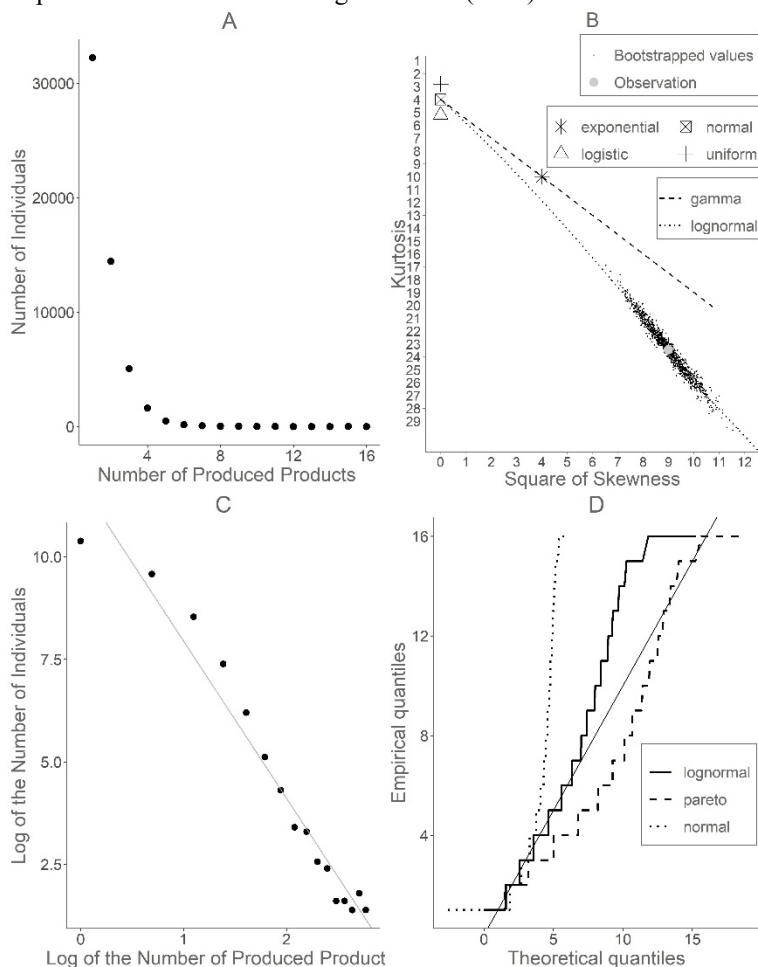 A
30000
20000
10000
0
4
8
12
16
Number of Individuals
Number of Produced Products
B
Bootstrapped values
Observation
exponential
normal
logistic
uniform
gamma
lognormal
1
2
3
4
5
6
7
8
9
10
11
12
13
14
15
16
17
18
19
20
21
22
23
24
25
26
27
28
29
Kurtosis
0 1 2 3 4 5 6 7 8 9 10 11 12
Square of Skewness
C
10.0
7.5
5.0
2.5
0
1
2
Log of the Number of Individuals
Log of the Number of Produced Product
D
16
12
8
4
0
5
10
15
Empirical quantiles
Theoretical quantiles
lognormal
pareto
normal